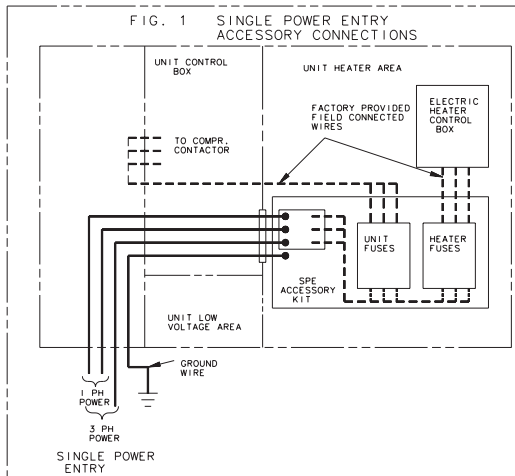 FIG. 1 SINGLE POWER ENTRY
ACCESSORY CONNECTIONS
UNIT CONTROL
BOX
UNIT HEATER AREA
FACTORY PROVIDED
FIELD CONNECTED
WIRES
ELECTRIC
HEATER
CONTROL
BOX
TO COMPR.
CONTACTOR
UNIT
FUSES
HEATER
FUSES
SPE
ACCESSORY
KIT
UNIT LOW
VOLTAGE AREA
GROUND
WIRE
1 PH
POWER
3 PH
POWER
SINGLE POWER
ENTRY